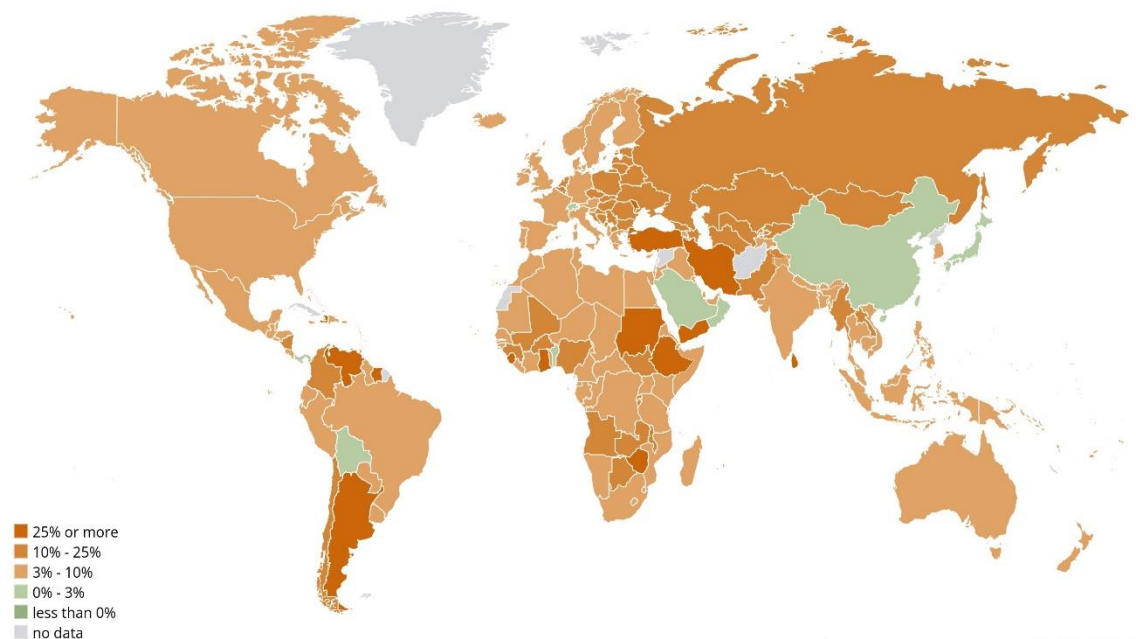 25% or more
10% - 25%
3% - 10%
0% - 3%
less than 0%
no data